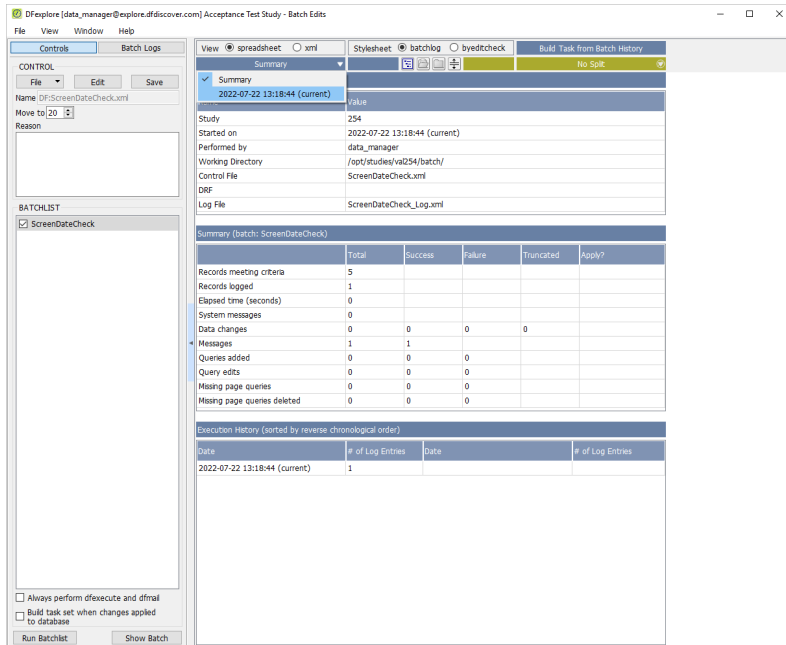 DFexplore [data_manager@explore.dfdiscover.com] Acceptance Test Study - Batch Edits
File View Window Help
Controls Batch Logs
CONTROL
File Edit Save
Name DF:ScreenDateCheck.xml
Move to 20
Reason
BATCHLIST
ScreenDateCheck
Always perform dfexecute and dfmail
Build task set when changes applied
to database
Run Batchlist Show Batch
View spreadsheet xml Stylesheet batchlog byeditcheck Build Task from Batch History
Summary No Split
Summary
2022-07-22 13:18:44 (current)
Value
Study 254
Started on 2022-07-22 13:18:44 (current)
Performed by data_manager
Working Directory /opt/studies/val254/batch/
Control File ScreenDateCheck.xml
DRF
Log File ScreenDateCheck_Log.xml
Summary (batch: ScreenDateCheck)
Total Success Failure Truncated Apply?
Records meeting criteria 5
Records logged 1
Elapsed time (seconds) 0
System messages 0
Data changes 0 0 0 0
Messages 1 1
Queries added 0 0 0
Query edits 0 0 0
Missing page queries 0 0 0
Missing page queries deleted 0 0 0
Execution History (sorted by reverse chronological order)
Date # of Log Entries Date # of Log Entries
2022-07-22 13:18:44 (current) 1